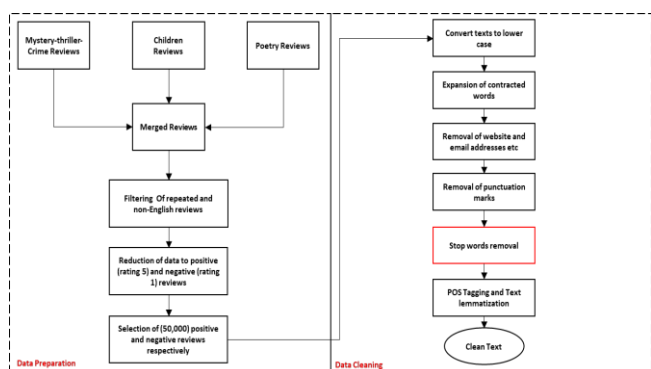 Mystery-thriller-
Crime Reviews
Children
Reviews
Poetry Reviews
Merged Reviews
Filtering Of repeated and
non-English reviews
Reduction of data to positive
(rating 5) and negative (rating
1) reviews
Selection of (50,000) positive
and negative reviews
respectively
Data Preparation
Convert texts to lower
case
Expansion of contracted
words
Removal of website and
email addresses etc
Removal of punctuation
marks
Stop words removal
POS Tagging and Text
lemmatization
Clean Text
Data Cleaning